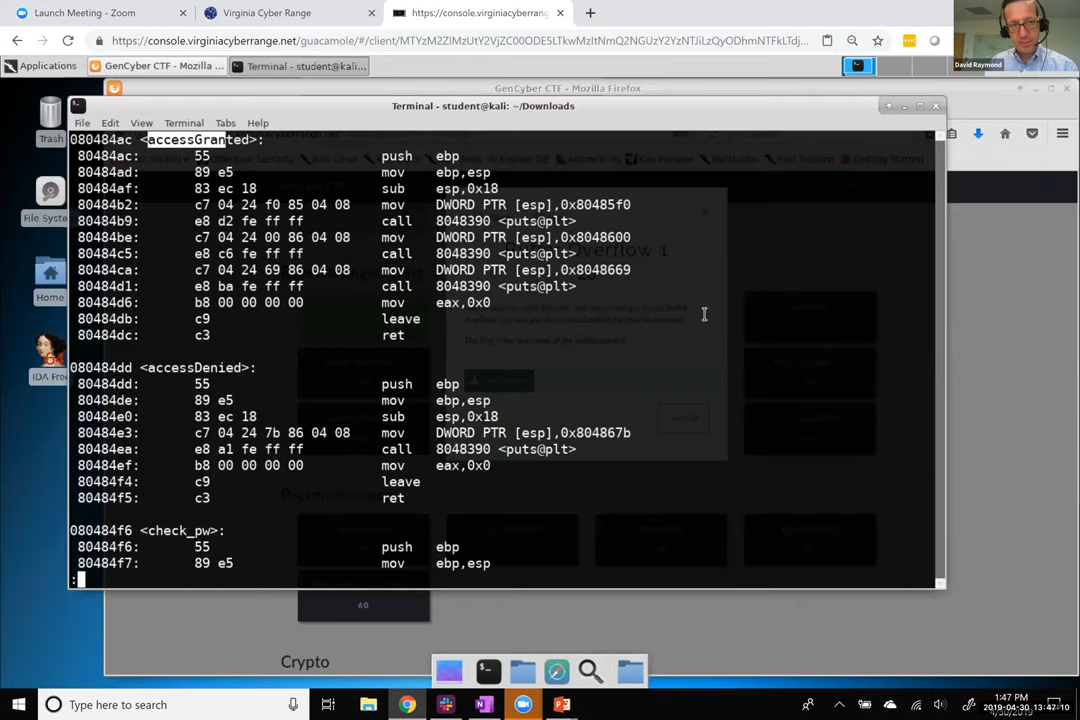 Launch Meeting - Zoom
Virginia Cyber Range
https://console.virginiacyberrang
https://console.virginiacyberrange.net/guacamole/#/client/MTYzM2ZlMzUtY2VjZC00ODE5LTkwMzItNmQ2NGUzY2YzNTJiLzQyODhmNTFkLTdj...
David Raymond
Applications
GenCyber CTF - Mozilla ...
Terminal - student@kali:...
GenCyber CTF - Mozilla Firefox
Terminal - student@kali: ~/Downloads
File Edit View Terminal Tabs Help
080484ac <accessGranted>:
80484ac: 55 push ebp
80484ad: 89 e5 mov ebp,esp
80484af: 83 ec 18 sub esp,0x18
80484b2: c7 04 24 f0 85 04 08 mov DWORD PTR [esp],0x80485f0
80484b9: e8 d2 fe ff ff call 8048390 <puts@plt>
80484be: c7 04 24 00 86 04 08 mov DWORD PTR [esp],0x8048600
80484c5: e8 c6 fe ff ff call 8048390 <puts@plt>
80484ca: c7 04 24 69 86 04 08 mov DWORD PTR [esp],0x8048669
80484d1: e8 ba fe ff ff call 8048390 <puts@plt>
80484d6: b8 00 00 00 00 mov eax,0x0
80484db: c9 leave
80484dc: c3 ret
080484dd <accessDenied>:
80484dd: 55 push ebp
80484de: 89 e5 mov ebp,esp
80484e0: 83 ec 18 sub esp,0x18
80484e3: c7 04 24 7b 86 04 08 mov DWORD PTR [esp],0x804867b
80484ea: e8 a1 fe ff ff call 8048390 <puts@plt>
80484ef: b8 00 00 00 00 mov eax,0x0
80484f4: c9 leave
80484f5: c3 ret
080484f6 <check_pw>:
80484f6: 55 push ebp
80484f7: 89 e5 mov ebp,esp
:
Trash
File System
Home
IDA Free
Overflow 1
60
Crypto
Type here to search
1:47 PM
2019-04-30 13:47:10